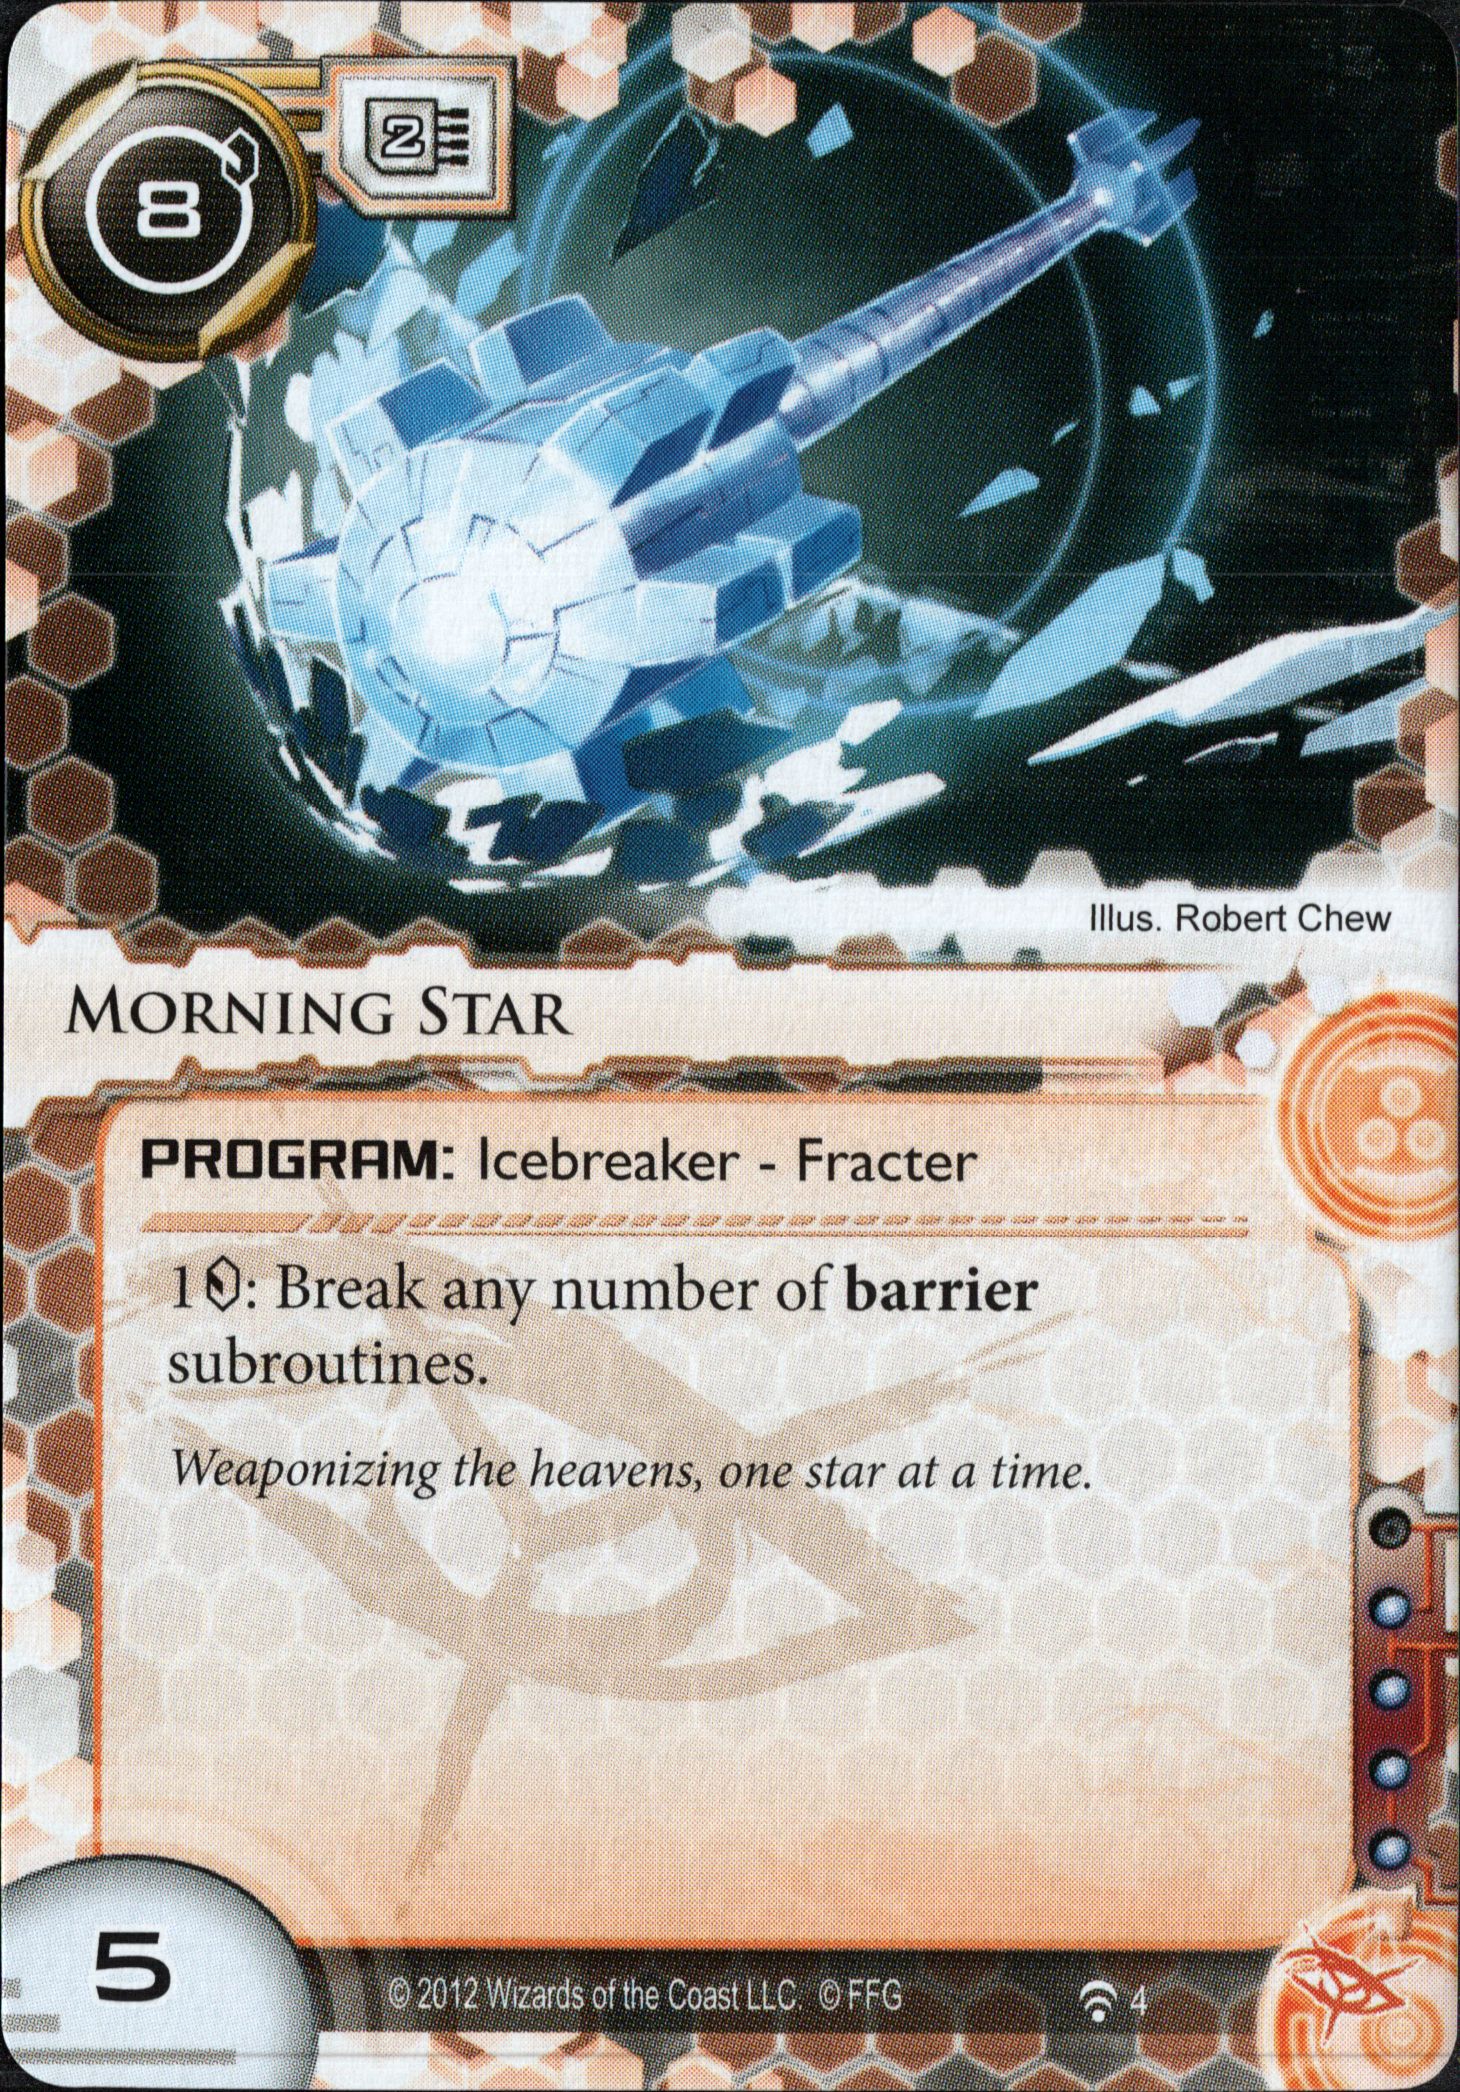 8
2
Illus. Robert Chew
MORNING STAR
PROGRAM: Icebreaker - Fracter
1: Break any number of barrier
subroutines.
Weaponizing the heavens, one star at a time.
5
© 2012 Wizards of the Coast LLC. © FFG
4